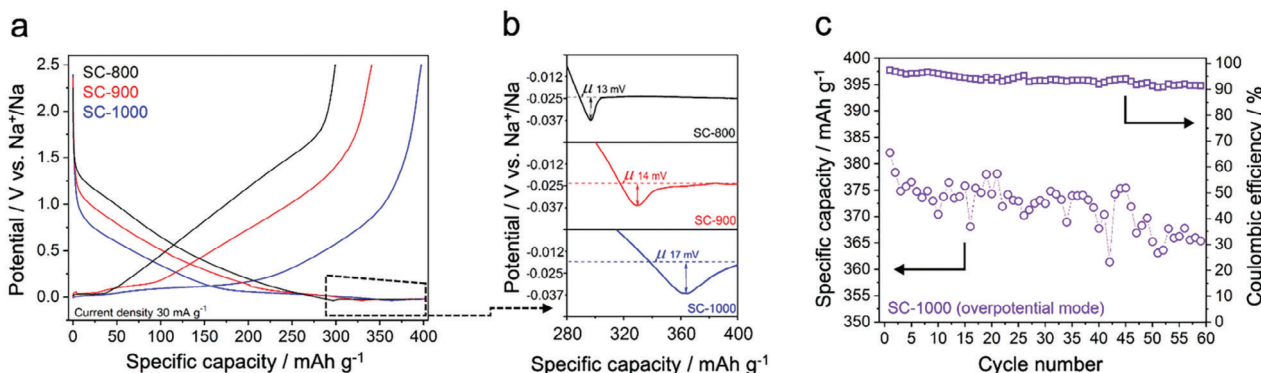 a
Potential / V vs. Na⁺/Na
2.5
2.0
1.5
1.0
0.5
0.0
SC-800
SC-900
SC-1000
Current density 30 mA g⁻¹
0 50 100 150 200 250 300 350 400
Specific capacity / mAh g⁻¹
b
Potential / V vs. Na⁺/Na
-0.012
-0.025
-0.037
μ 13 mV
SC-800
-0.012
-0.025
-0.037
μ 14 mV
SC-900
-0.012
-0.025
-0.037
μ 17 mV
SC-1000
280 320 360 400
Specific capacity / mAh g⁻¹
c
Specific capacity / mAh g⁻¹
400
395
390
385
380
375
370
365
360
355
350
100
90
80
70
60
50
40
30
20
10
0
Coulombic efficiency / %
SC-1000 (overpotential mode)
0 5 10 15 20 25 30 35 40 45 50 55 60
Cycle number